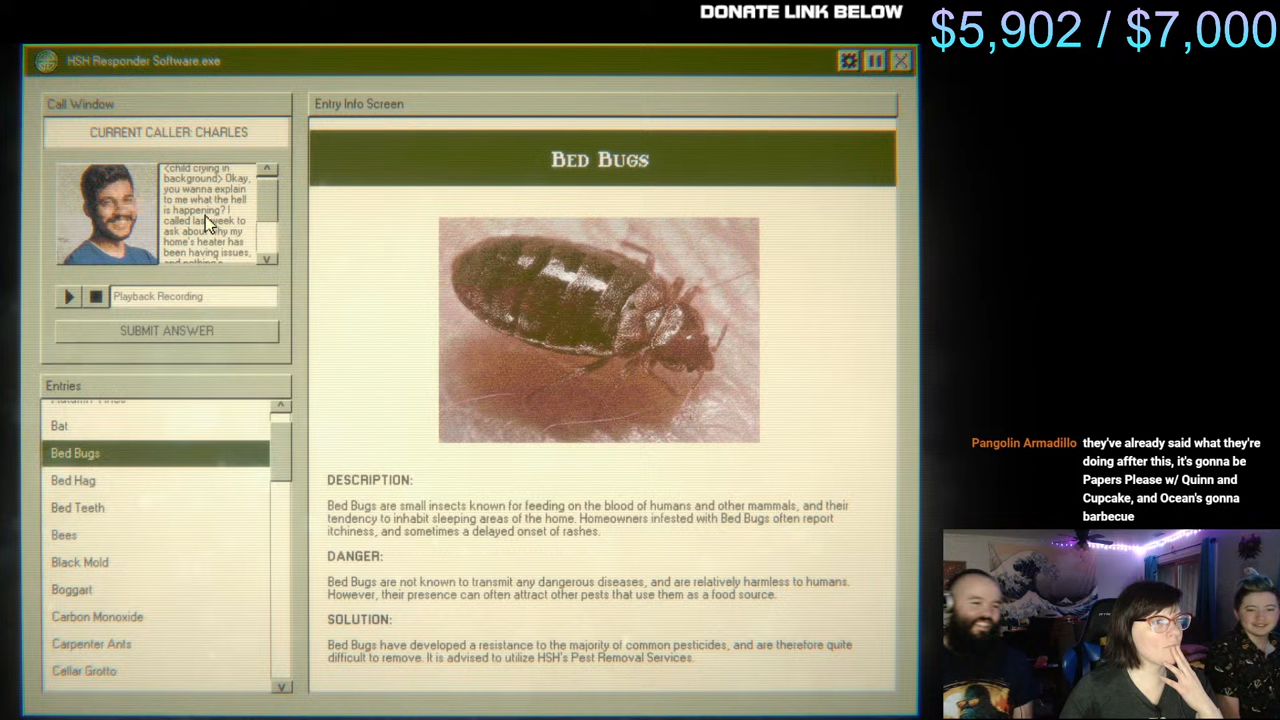 DONATE LINK BELOW
$5,902 / $7,000
HSH Responder Software.exe
Call Window
CURRENT CALLER: CHARLES
<child crying in
background> Okay,
you wanna explain
to me what the hell
is happening? I
called last week to
ask about why my
home's heater has
been having issues,
and nothing's
Playback Recording
SUBMIT ANSWER
Entries
Bat
Bed Bugs
Bed Hag
Bed Teeth
Bees
Black Mold
Boggart
Carbon Monoxide
Carpenter Ants
Cellar Grotto
Entry Info Screen
BED BUGS
DESCRIPTION:
Bed Bugs are small insects known for feeding on the blood of humans and other mammals, and their
tendency to inhabit sleeping areas of the home. Homeowners infested with Bed Bugs often report
itchiness, and sometimes a delayed onset of rashes.
DANGER:
Bed Bugs are not known to transmit any dangerous diseases, and are relatively harmless to humans.
However, their presence can often attract other pests that use them as a food source.
SOLUTION:
Bed Bugs have developed a resistance to the majority of common pesticides, and are therefore quite
difficult to remove. It is advised to utilize HSH's Pest Removal Services.
Pangolin Armadillo they've already said what they're
doing affter this, it's gonna be
Papers Please w/ Quinn and
Cupcake, and Ocean's gonna
barbecue